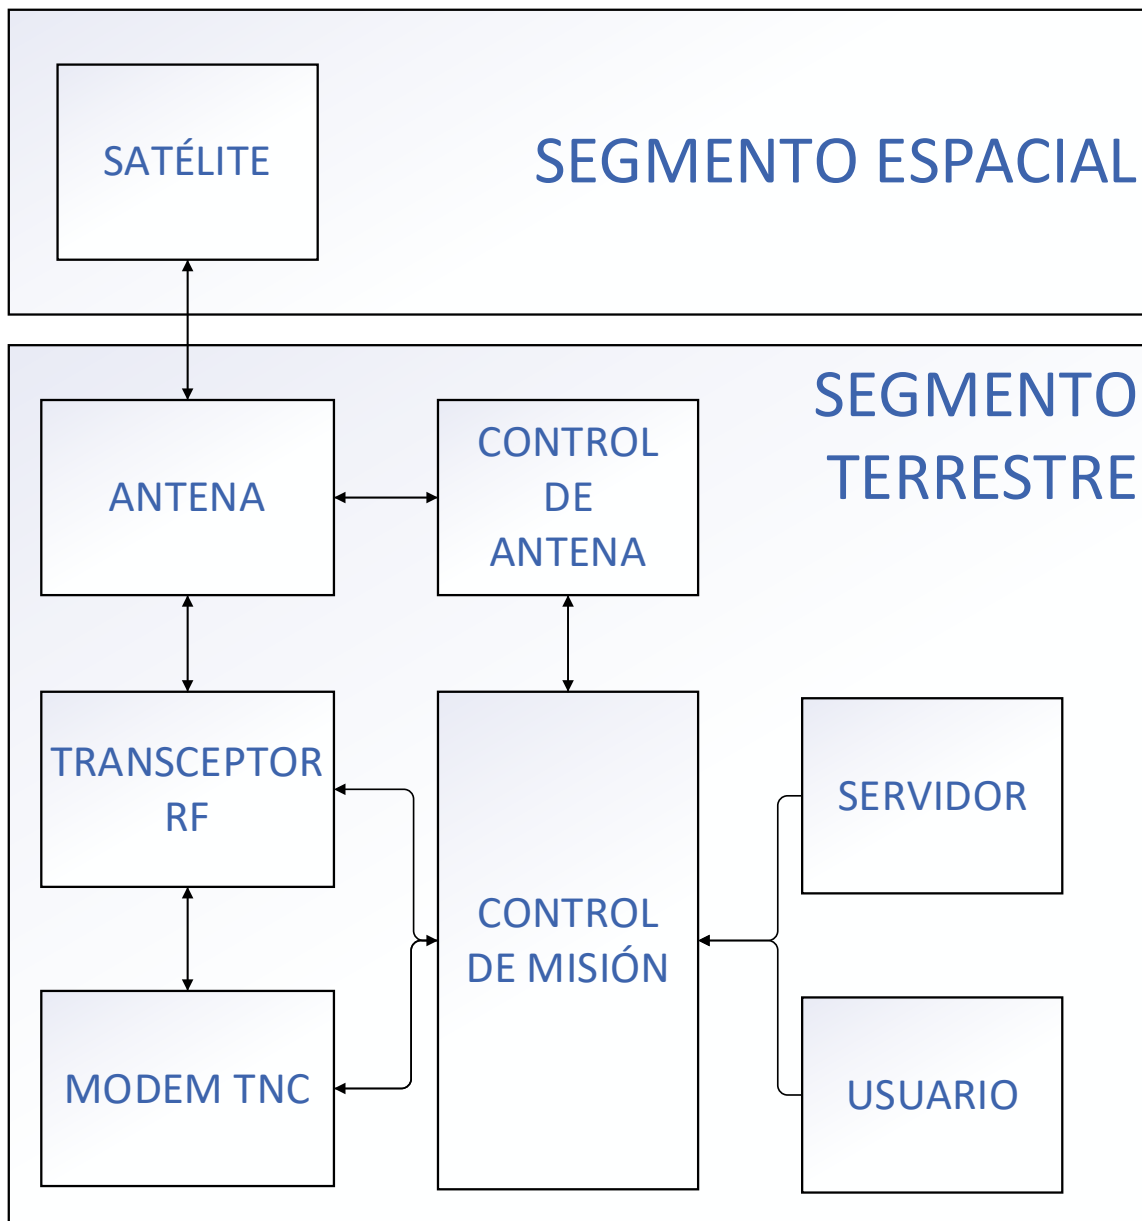 SATÉLITE
SEGMENTO ESPACIAL
SEGMENTO
TERRESTRE
ANTENA
CONTROL
DE
ANTENA
TRANSCEPTOR
RF
SERVIDOR
CONTROL
DE MISIÓN
MODEM TNC
USUARIO